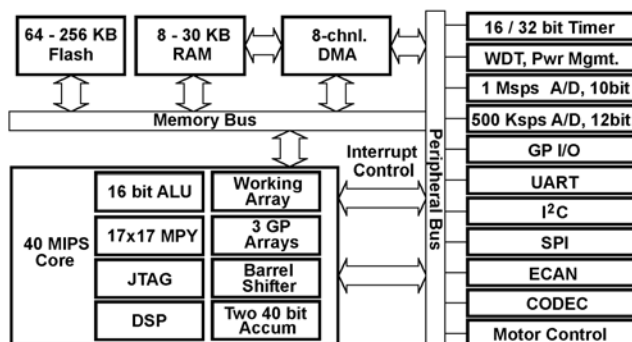 64 - 256 KB
Flash
8 - 30 KB
RAM
8-chnl.
DMA
Memory Bus
Interrupt
Control
Peripheral Bus
40 MIPS
Core
16 bit ALU
17x17 MPY
JTAG
DSP
Working
Array
3 GP
Arrays
Barrel
Shifter
Two 40 bit
Accum
16 / 32 bit Timer
WDT, Pwr Mgmt.
1 Msps A/D, 10bit
500 Ksps A/D, 12bit
GP I/O
UART
I²C
SPI
ECAN
CODEC
Motor Control